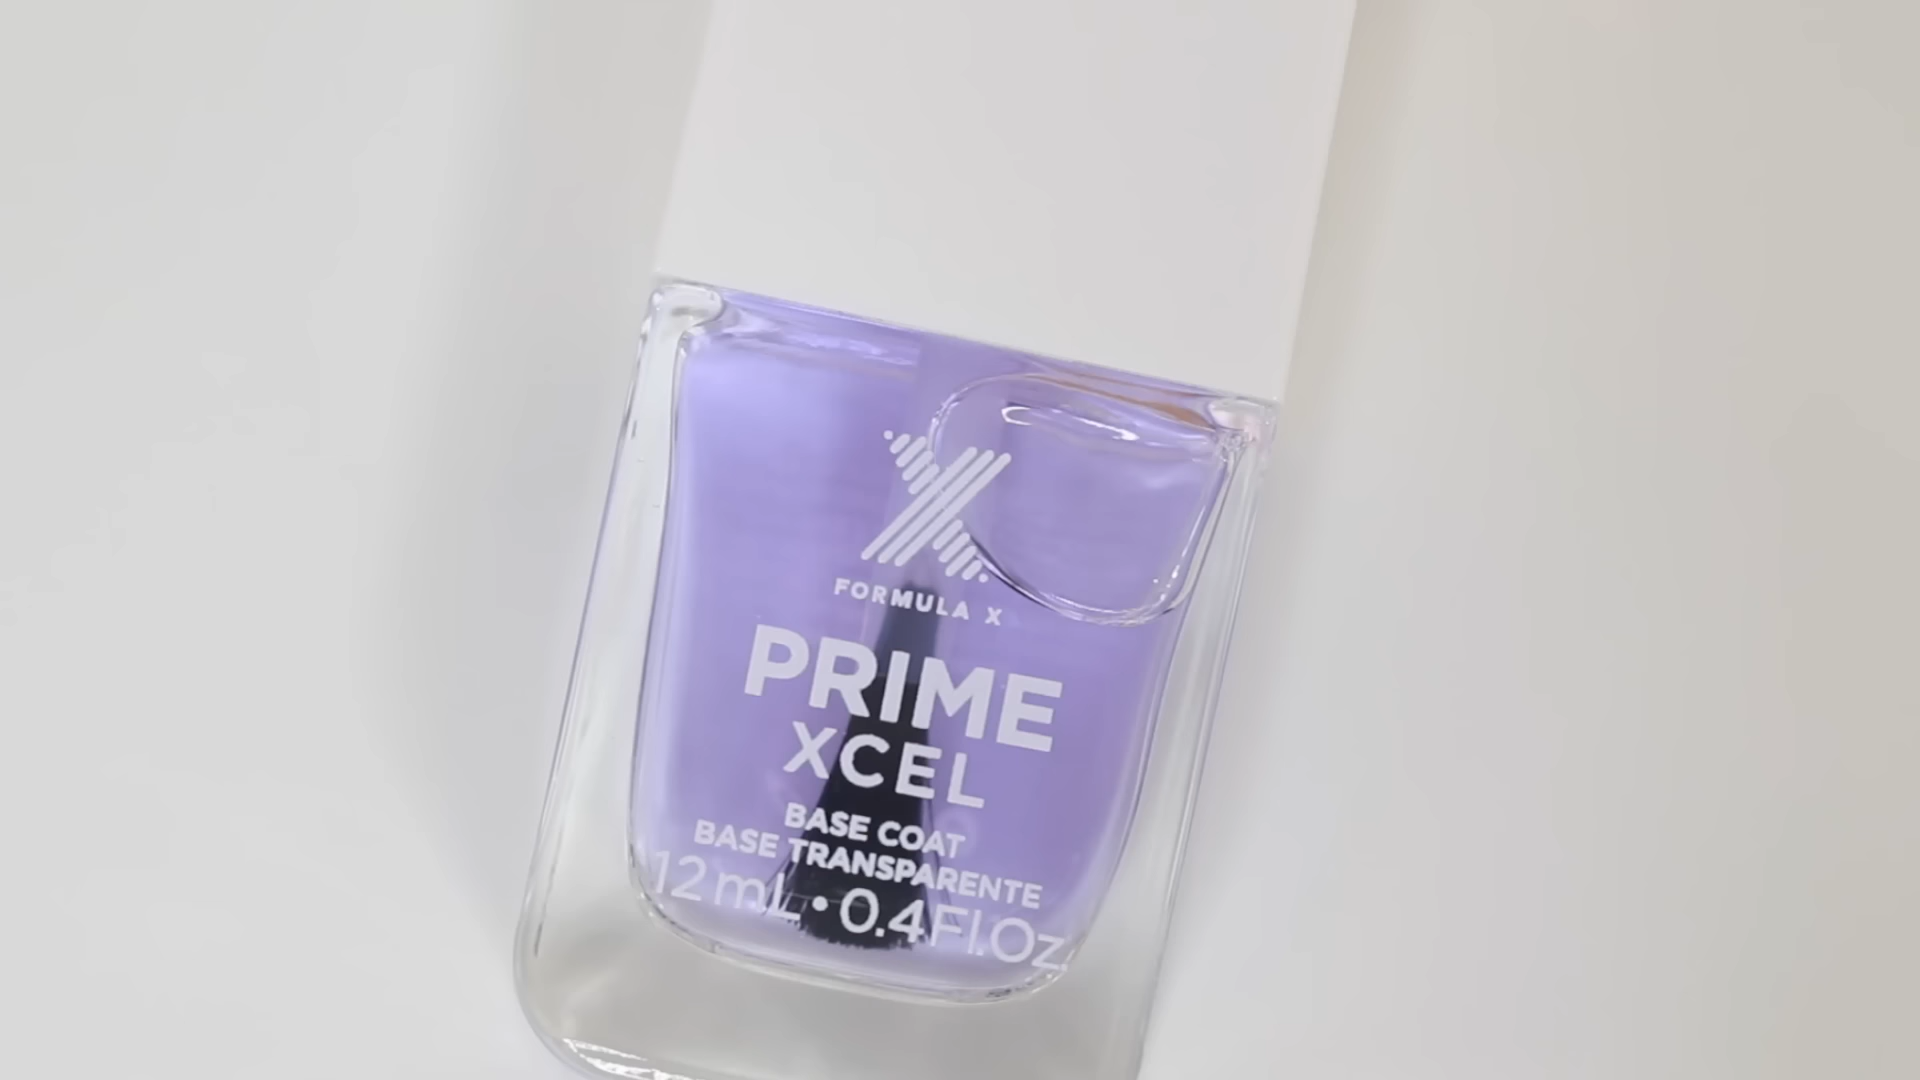 FORMULA X
PRIME
XCEL
BASE COAT
BASE TRANSPARENTE
12 mL • 0.4 Fl.Oz.